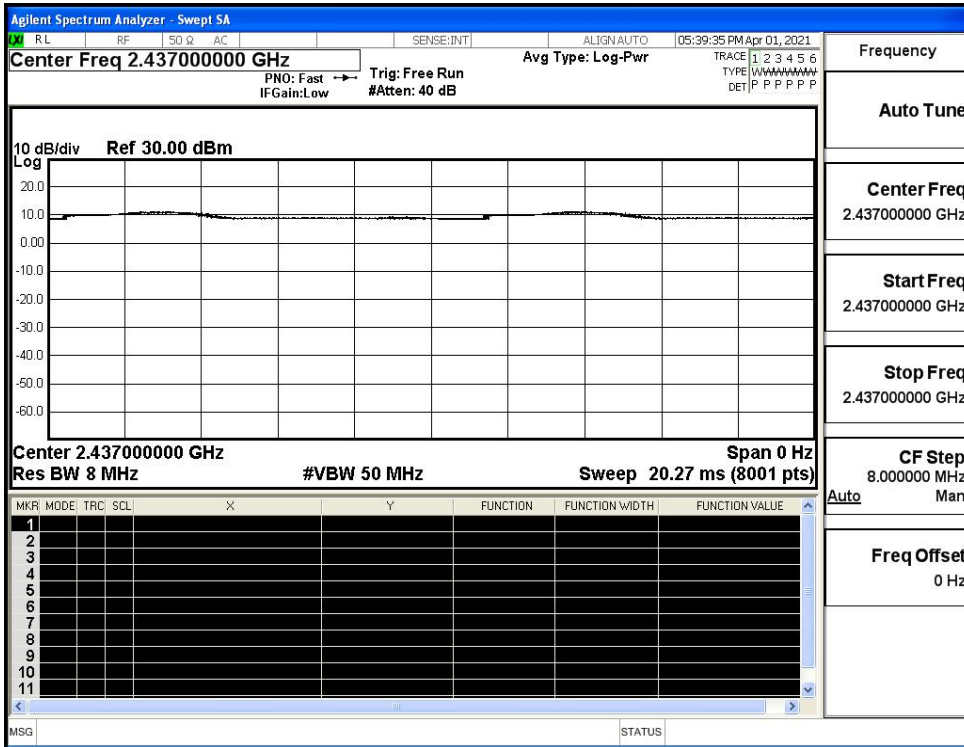 Agilent Spectrum Analyzer - Swept SA
LXI RL RF 50 Ω AC SENSE:INT ALIGN AUTO 05:39:35 PM Apr 01, 2021
Center Freq 2.437000000 GHz
PNO: Fast
IFGain:Low
Trig: Free Run
#Atten: 40 dB
Avg Type: Log-Pwr
TRACE 1 2 3 4 5 6
TYPE
DET P P P P P P
10 dB/div Ref 30.00 dBm
Log
20.0
10.0
0.00
-10.0
-20.0
-30.0
-40.0
-50.0
-60.0
Center 2.437000000 GHz Span 0 Hz
Res BW 8 MHz #VBW 50 MHz Sweep 20.27 ms (8001 pts)
MKR MODE TRC SCL X Y FUNCTION FUNCTION WIDTH FUNCTION VALUE
1
2
3
4
5
6
7
8
9
10
11
MSG STATUS
Frequency
Auto Tune
Center Freq
2.437000000 GHz
Start Freq
2.437000000 GHz
Stop Freq
2.437000000 GHz
CF Step
8.000000 MHz
Auto Man
Freq Offset
0 Hz